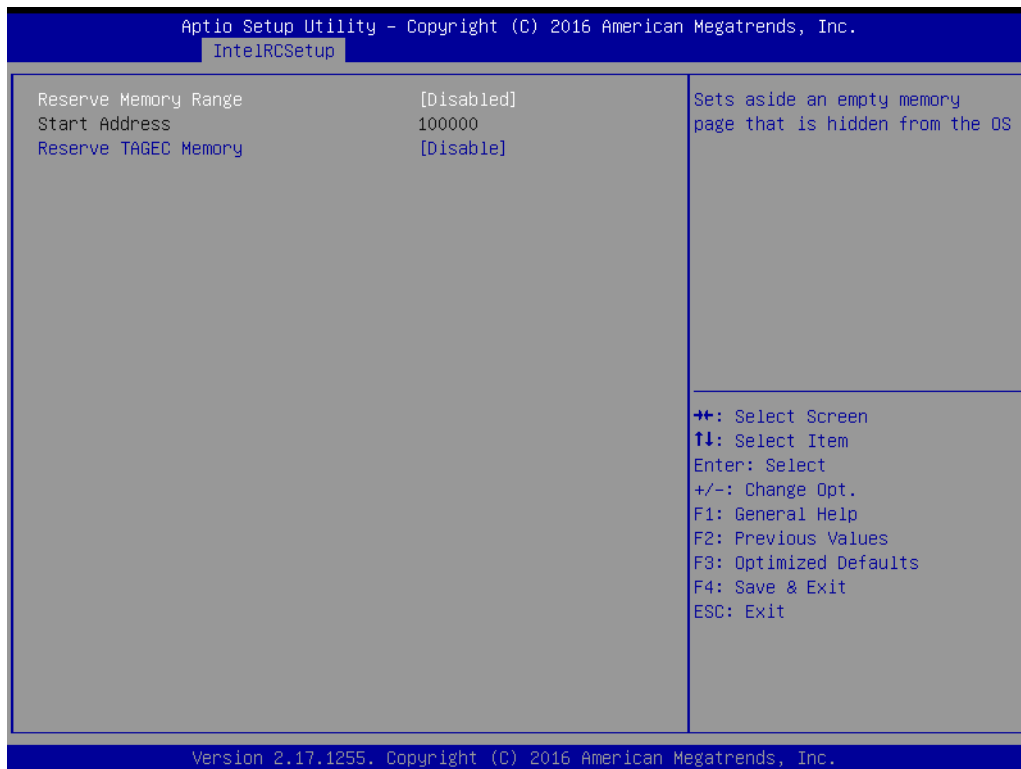 Aptio Setup Utility – Copyright (C) 2016 American Megatrends, Inc.
IntelRCSetup
Reserve Memory Range [Disabled]
Start Address 100000
Reserve TAGEC Memory [Disable]
Sets aside an empty memory
page that is hidden from the OS
→←: Select Screen
↑↓: Select Item
Enter: Select
+/-: Change Opt.
F1: General Help
F2: Previous Values
F3: Optimized Defaults
F4: Save & Exit
ESC: Exit
Version 2.17.1255. Copyright (C) 2016 American Megatrends, Inc.